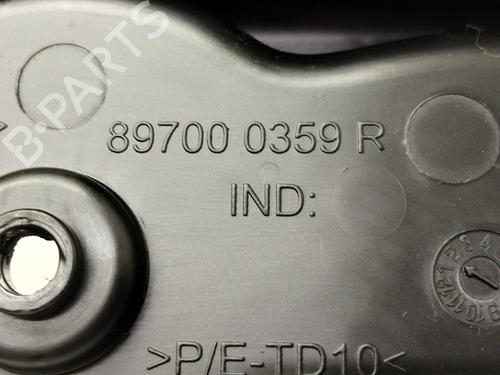 89700 0359 R
IND:
>P/E-TD10<
B-PARTS